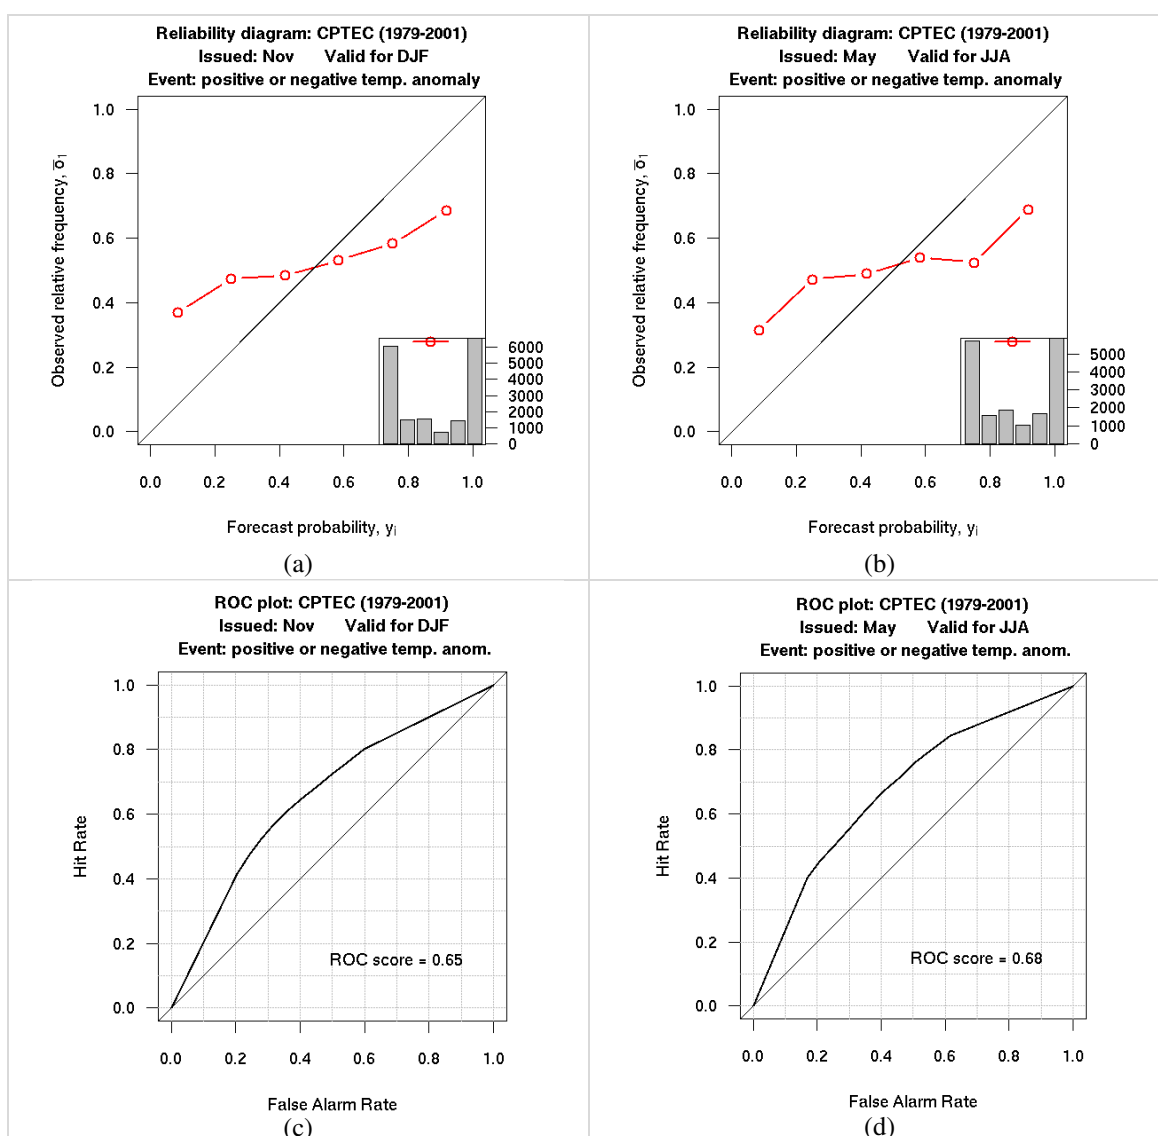 Reliability diagram: CPTEC (1979-2001)
Issued: Nov Valid for DJF
Event: positive or negative temp. anomaly
1.0
0.8
0.6
0.4
0.2
0.0
Observed relative frequency, o̅₁
6000
5000
4000
3000
2000
1000
0
0.0 0.2 0.4 0.6 0.8 1.0
Forecast probability, yᵢ
(a)
Reliability diagram: CPTEC (1979-2001)
Issued: May Valid for JJA
Event: positive or negative temp. anomaly
1.0
0.8
0.6
0.4
0.2
0.0
Observed relative frequency, o̅₁
5000
4000
3000
2000
1000
0
0.0 0.2 0.4 0.6 0.8 1.0
Forecast probability, yᵢ
(b)
ROC plot: CPTEC (1979-2001)
Issued: Nov Valid for DJF
Event: positive or negative temp. anom.
1.0
0.8
0.6
0.4
0.2
0.0
Hit Rate
ROC score = 0.65
0.0 0.2 0.4 0.6 0.8 1.0
False Alarm Rate
(c)
ROC plot: CPTEC (1979-2001)
Issued: May Valid for JJA
Event: positive or negative temp. anom.
1.0
0.8
0.6
0.4
0.2
0.0
Hit Rate
ROC score = 0.68
0.0 0.2 0.4 0.6 0.8 1.0
False Alarm Rate
(d)